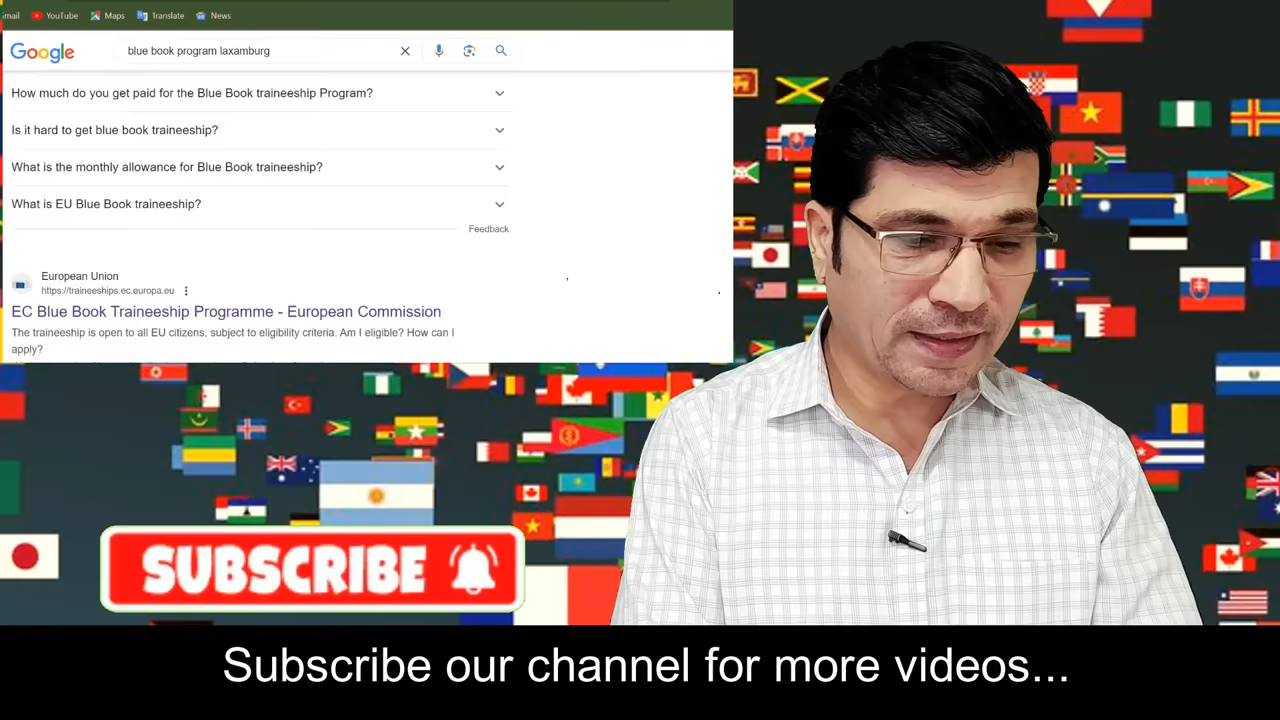 mail YouTube Maps Translate News
Google blue book program laxamburg
How much do you get paid for the Blue Book traineeship Program?
Is it hard to get blue book traineeship?
What is the monthly allowance for Blue Book traineeship?
What is EU Blue Book traineeship?
Feedback
European Union
https://traineeships.ec.europa.eu
EC Blue Book Traineeship Programme - European Commission
The traineeship is open to all EU citizens, subject to eligibility criteria. Am I eligible? How can I
apply?
SUBSCRIBE
Subscribe our channel for more videos...